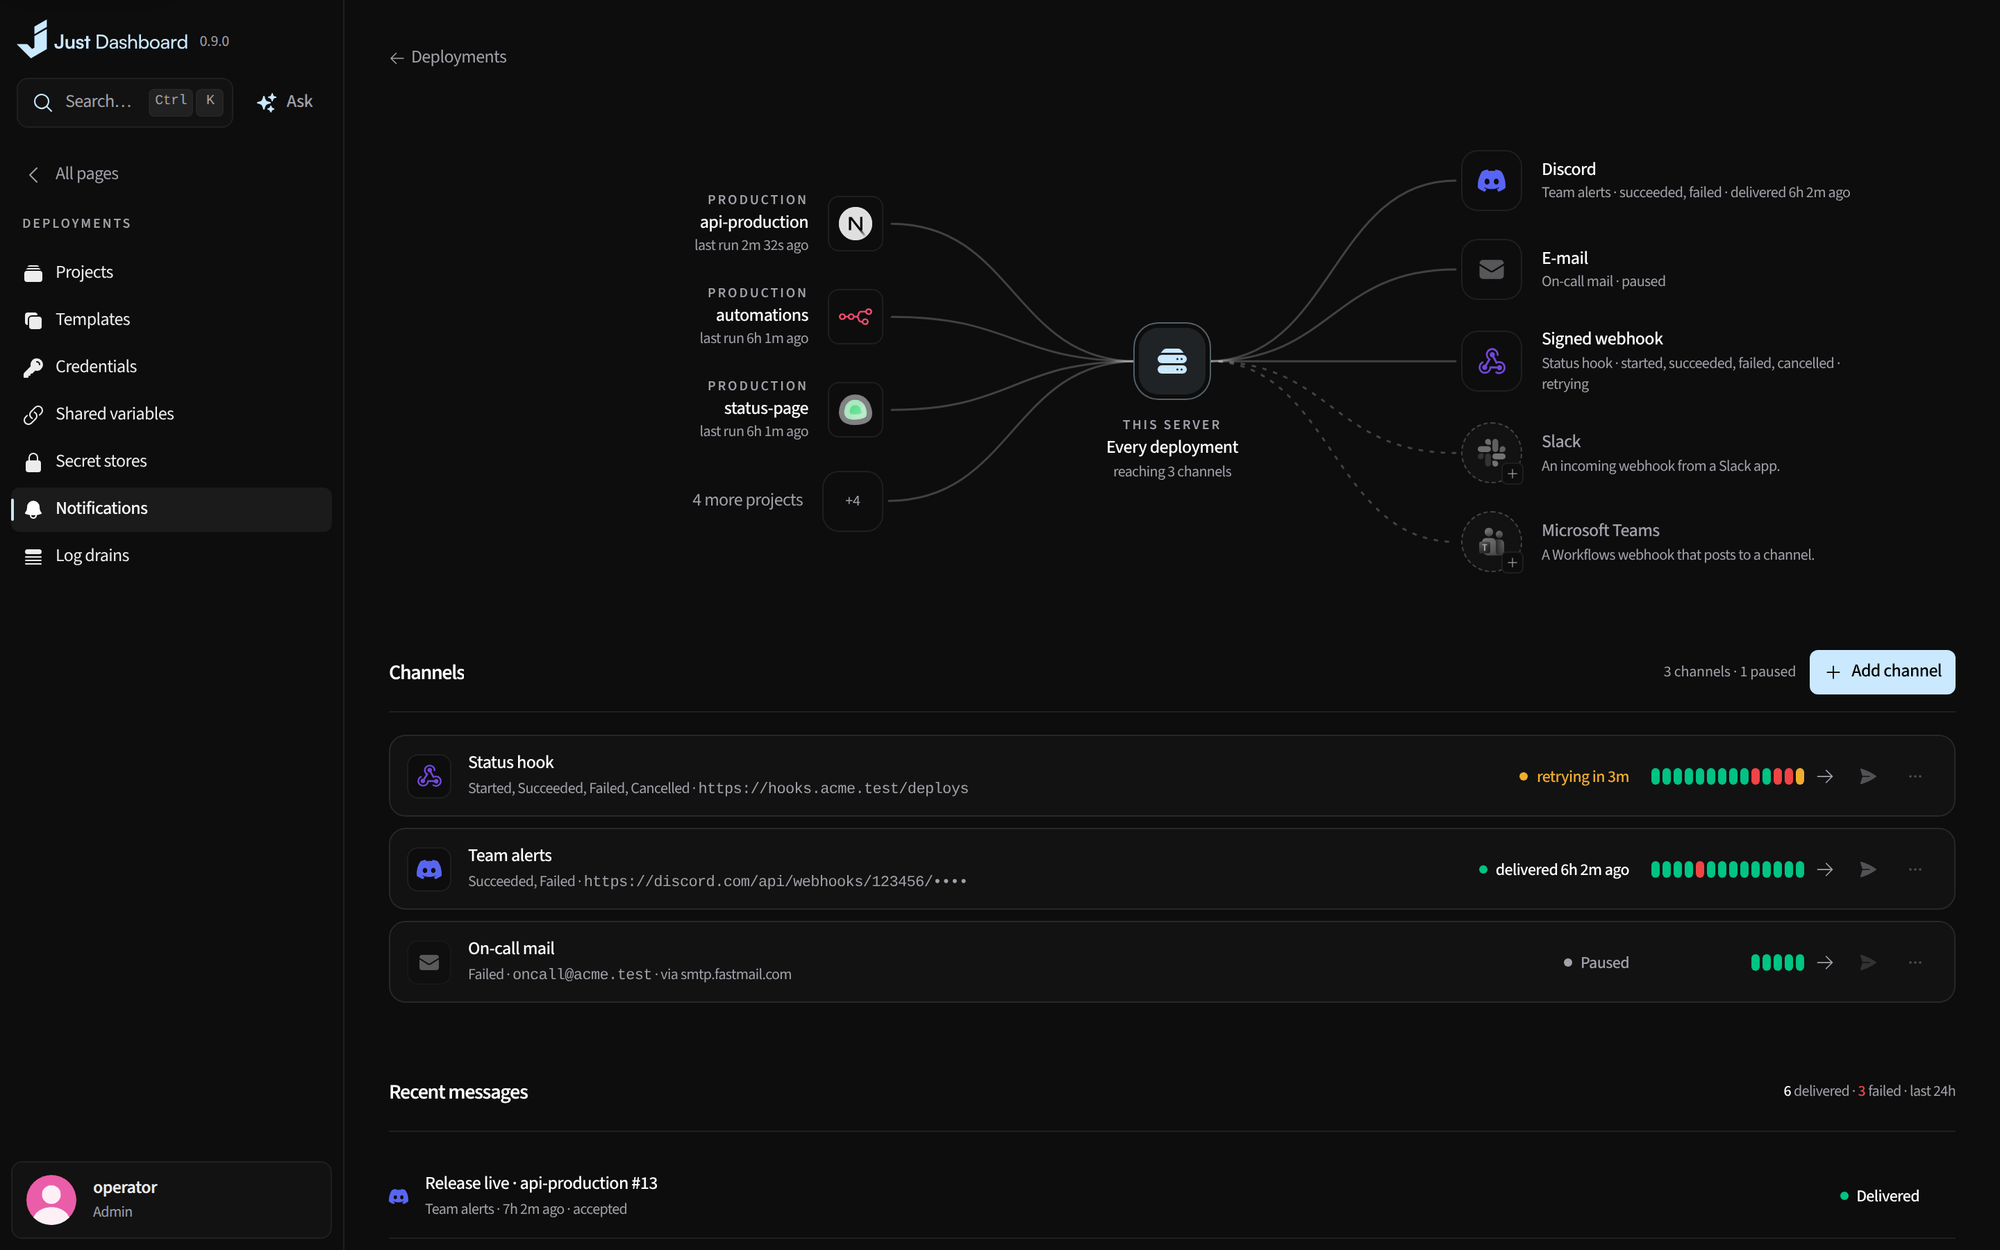 Just Dashboard 0.9.0
Search... Ctrl K
Ask
All pages
DEPLOYMENTS
Projects
Templates
Credentials
Shared variables
Secret stores
Notifications
Log drains
operator
Admin
Deployments
PRODUCTION
api-production
last run 2m 32s ago
PRODUCTION
automations
last run 6h 1m ago
PRODUCTION
status-page
last run 6h 1m ago
4 more projects
+4
THIS SERVER
Every deployment
reaching 3 channels
Discord
Team alerts · succeeded, failed · delivered 6h 2m ago
E-mail
On-call mail · paused
Signed webhook
Status hook · started, succeeded, failed, cancelled ·
retrying
Slack
An incoming webhook from a Slack app.
Microsoft Teams
A Workflows webhook that posts to a channel.
Channels
3 channels · 1 paused
Add channel
Status hook
Started, Succeeded, Failed, Cancelled · https://hooks.acme.test/deploys
retrying in 3m
Team alerts
Succeeded, Failed · https://discord.com/api/webhooks/123456/••••
delivered 6h 2m ago
On-call mail
Failed · oncall@acme.test · via smtp.fastmail.com
Paused
Recent messages
6 delivered · 3 failed · last 24h
Release live · api-production #13
Team alerts · 7h 2m ago · accepted
Delivered